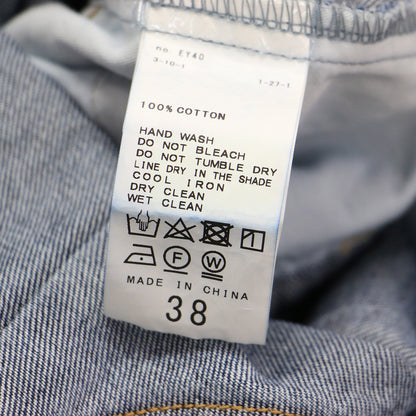 no. EY40
3-10-1
1-27-1
100% COTTON
HAND WASH
DO NOT BLEACH
DO NOT TUMBLE DRY
LINE DRY IN THE SHADE
COOL IRON
DRY CLEAN
WET CLEAN
F W
MADE IN CHINA
38